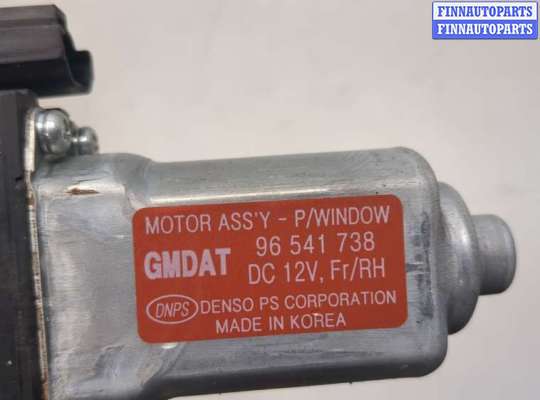 FINNAUTOPARTS
FINNAUTOPARTS
MOTOR ASS'Y - P/WINDOW
GMDAT 96 541 738
DC 12V, Fr/RH
DNPS DENSO PS CORPORATION
MADE IN KOREA